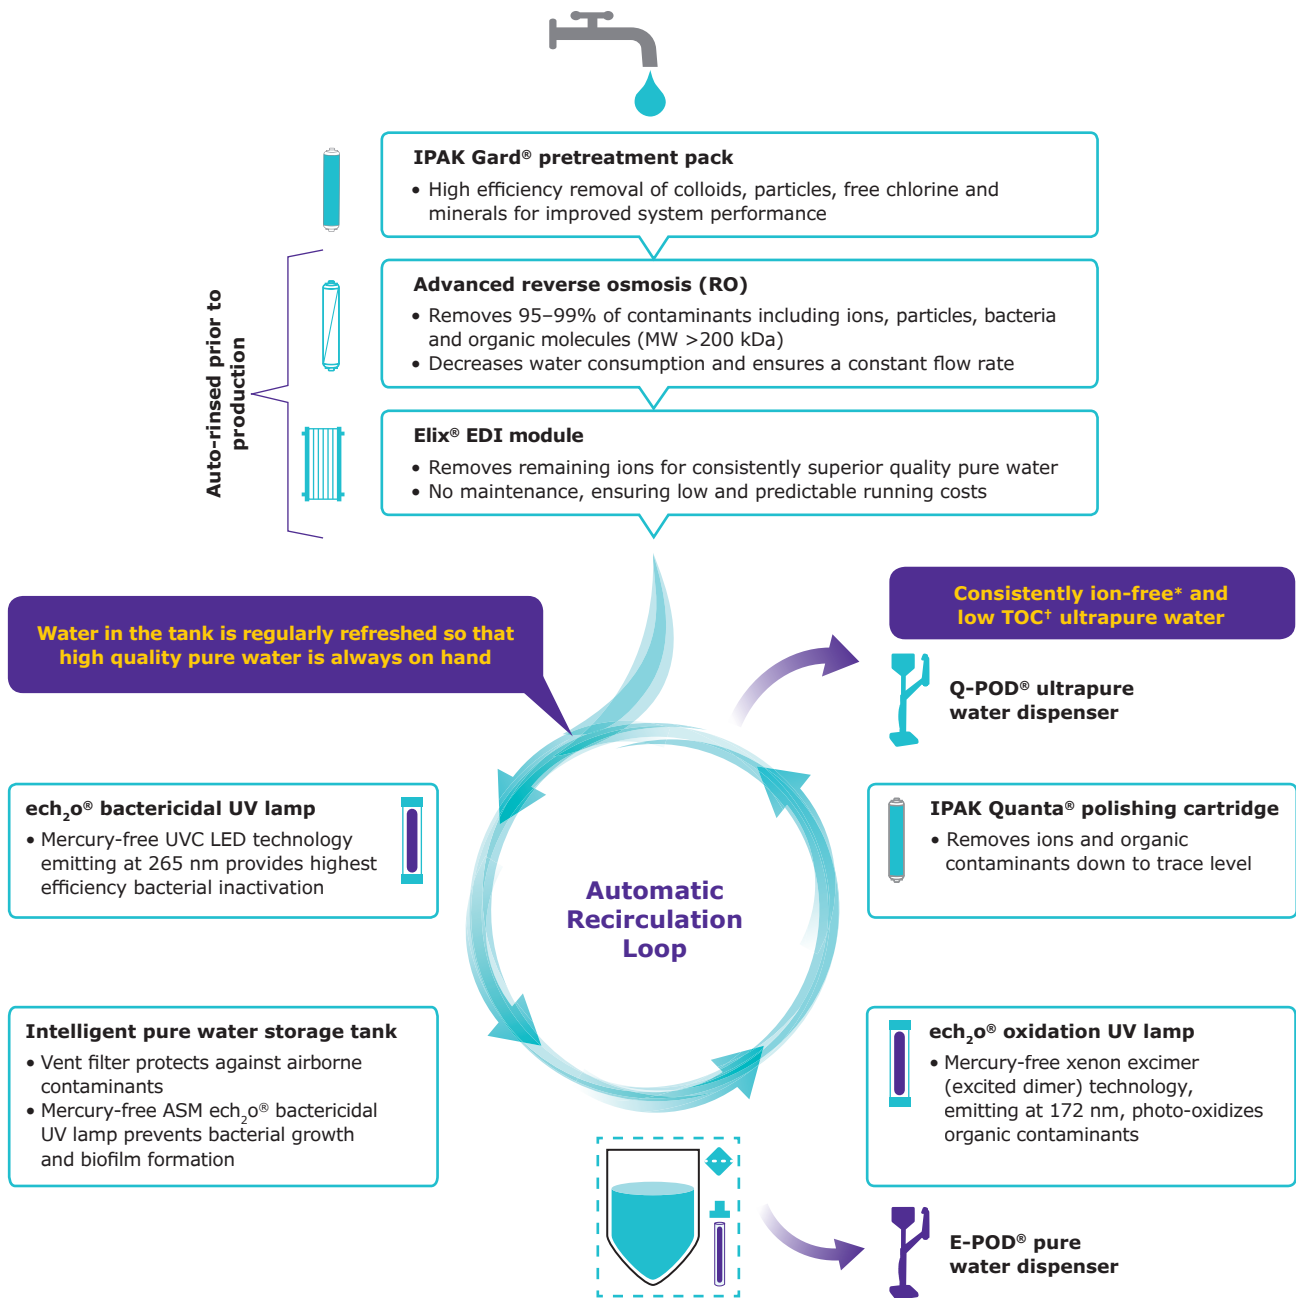 IPAK Gard® pretreatment pack
• High efficiency removal of colloids, particles, free chlorine and
minerals for improved system performance
Auto-rinsed prior to
production
Advanced reverse osmosis (RO)
• Removes 95–99% of contaminants including ions, particles, bacteria
and organic molecules (MW >200 kDa)
• Decreases water consumption and ensures a constant flow rate
Elix® EDI module
• Removes remaining ions for consistently superior quality pure water
• No maintenance, ensuring low and predictable running costs
Water in the tank is regularly refreshed so that
high quality pure water is always on hand
Consistently ion-free* and
low TOC† ultrapure water
Q-POD® ultrapure
water dispenser
ech₂o® bactericidal UV lamp
• Mercury-free UVC LED technology
emitting at 265 nm provides highest
efficiency bacterial inactivation
IPAK Quanta® polishing cartridge
• Removes ions and organic
contaminants down to trace level
Automatic
Recirculation
Loop
Intelligent pure water storage tank
• Vent filter protects against airborne
contaminants
• Mercury-free ASM ech₂o® bactericidal
UV lamp prevents bacterial growth
and biofilm formation
ech₂o® oxidation UV lamp
• Mercury-free xenon excimer
(excited dimer) technology,
emitting at 172 nm, photo-oxidizes
organic contaminants
E-POD® pure
water dispenser